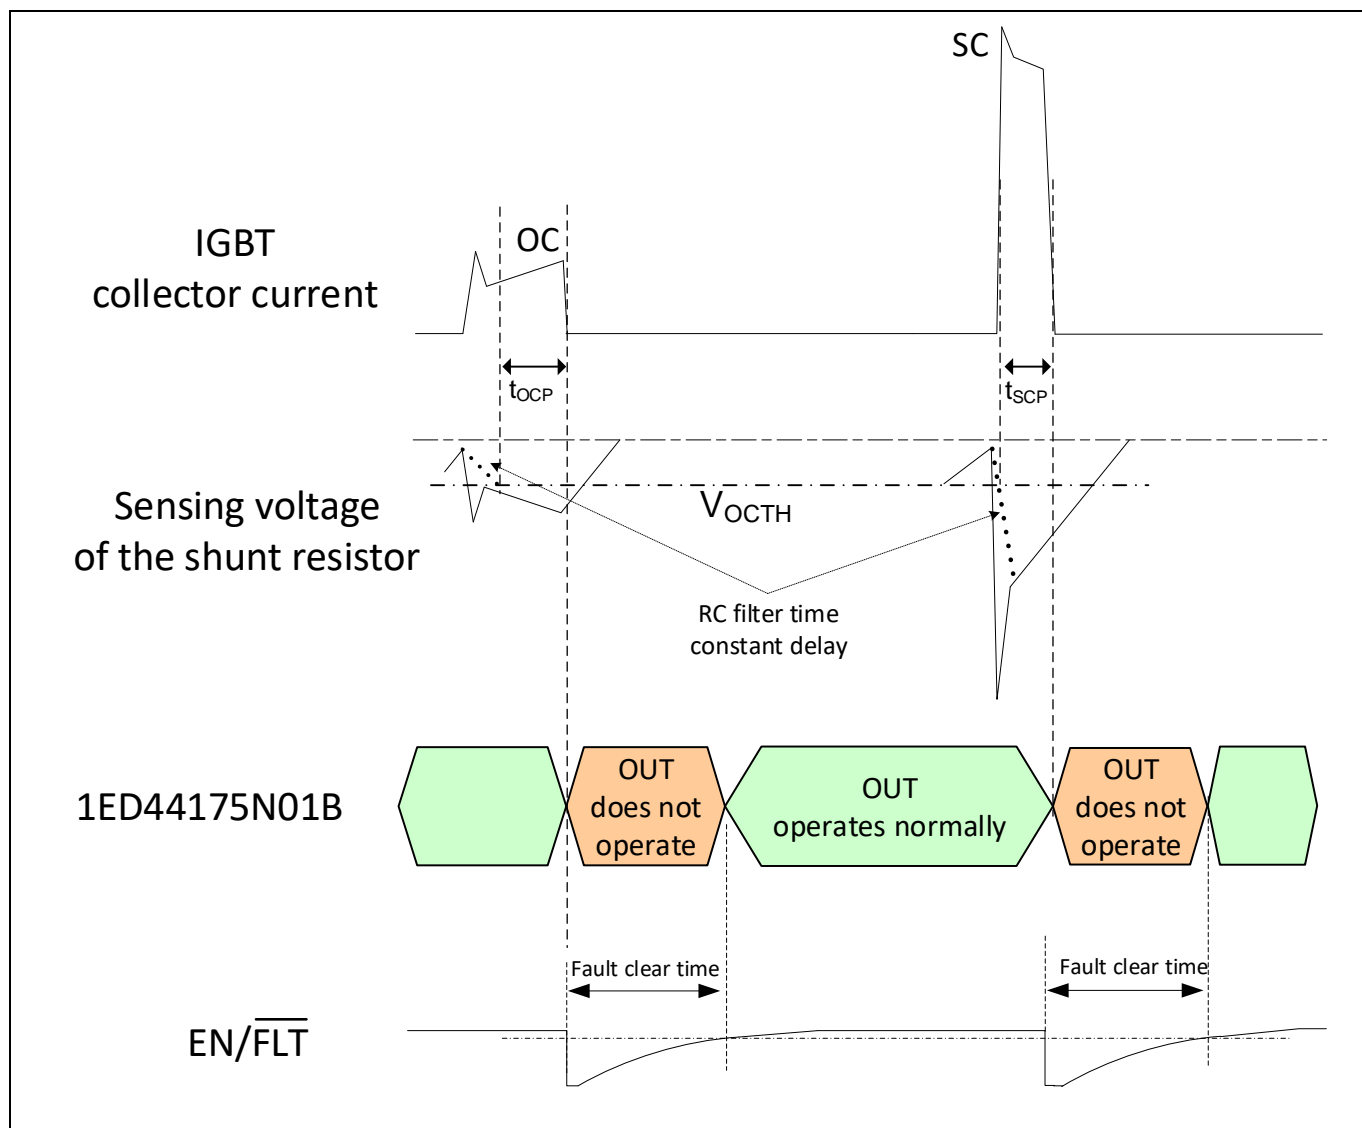 SC
IGBT
collector current
OC
tOCP
tSCP
Sensing voltage
of the shunt resistor
VOCTH
RC filter time
constant delay
1ED44175N01B
OUT
does not
operate
OUT
operates normally
OUT
does not
operate
Fault clear time
Fault clear time
EN/F̅L̅T̅